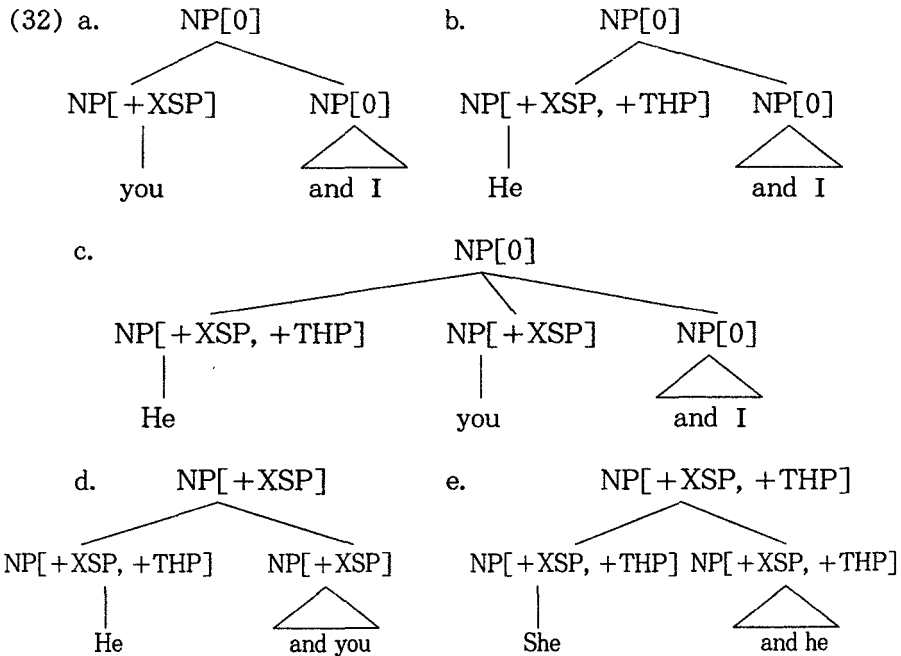 (32) a. NP[0] b. NP[0]
NP[+XSP] NP[0] NP[+XSP, +THP] NP[0]
you and I He and I
c. NP[0]
NP[+XSP, +THP] NP[+XSP] NP[0]
He you and I
d. NP[+XSP] e. NP[+XSP, +THP]
NP[+XSP, +THP] NP[+XSP] NP[+XSP, +THP] NP[+XSP, +THP]
He and you She and he